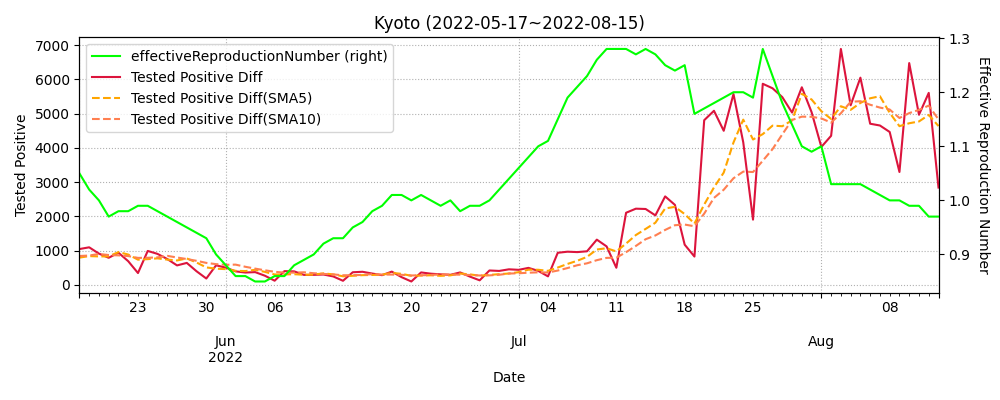 Kyoto (2022-05-17~2022-08-15)
effectiveReproductionNumber (right)
Tested Positive Diff
Tested Positive Diff(SMA5)
Tested Positive Diff(SMA10)
Tested Positive
7000
6000
5000
4000
3000
2000
1000
0
1.3
1.2
1.1
1.0
0.9
Effective Reproduction Number
23
30
06
13
20
27
04
11
18
25
08
Jun
2022
Jul
Aug
Date